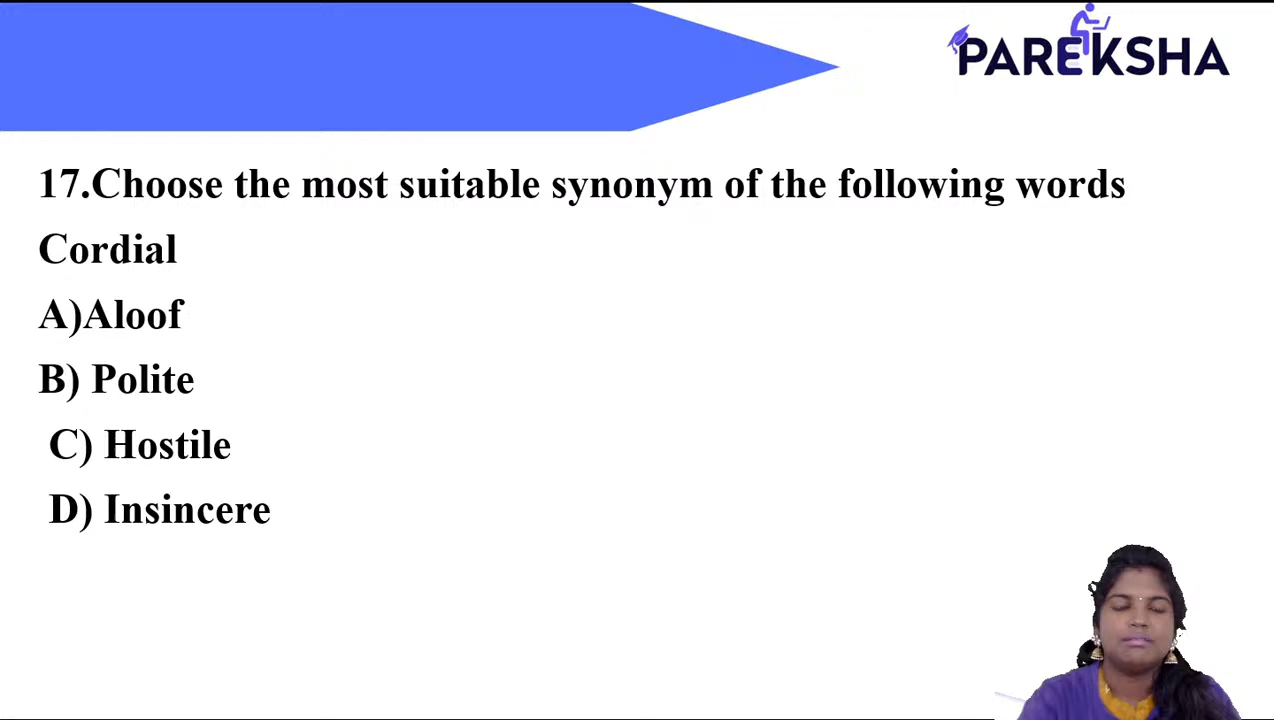 PAREKSHA
17.Choose the most suitable synonym of the following words
Cordial
A)Aloof
B) Polite
C) Hostile
D) Insincere